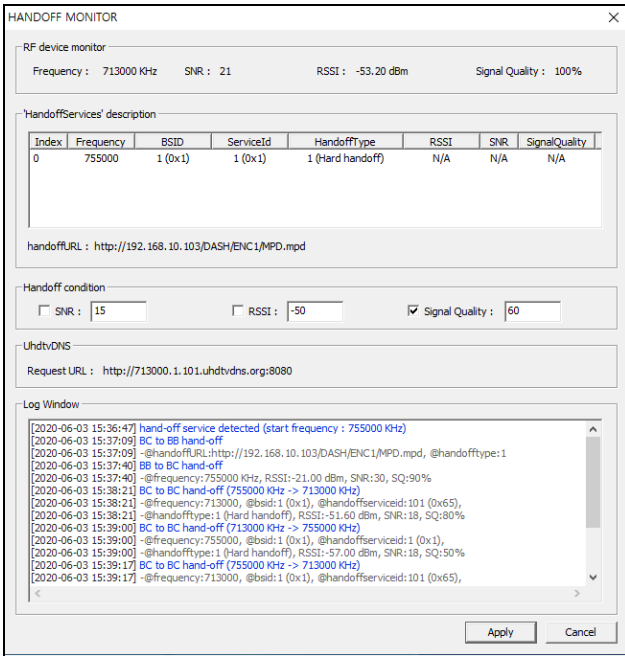 HANDOFF MONITOR
RF device monitor
Frequency : 713000 KHz SNR : 21 RSSI : -53.20 dBm Signal Quality : 100%
'HandoffServices' description
Index Frequency BSID ServiceId HandoffType RSSI SNR SignalQuality
0 755000 1 (0x1) 1 (0x1) 1 (Hard handoff) N/A N/A N/A
handoffURL : http://192.168.10.103/DASH/ENC1/MPD.mpd
Handoff condition
SNR : 15 RSSI : -50 Signal Quality : 60
UhdtvDNS
Request URL : http://713000.1.101.uhdtvdns.org:8080
Log Window
[2020-06-03 15:36:47] hand-off service detected (start frequency : 755000 KHz)
[2020-06-03 15:37:09] BC to BB hand-off
[2020-06-03 15:37:09] -@handoffURL:http://192.168.10.103/DASH/ENC1/MPD.mpd, @handofftype:1
[2020-06-03 15:37:40] BB to BC hand-off
[2020-06-03 15:37:40] -@frequency:755000 KHz, RSSI:-21.00 dBm, SNR:30, SQ:90%
[2020-06-03 15:38:21] BC to BC hand-off (755000 KHz -> 713000 KHz)
[2020-06-03 15:38:21] -@frequency:713000, @bsid:1 (0x1), @handoffserviceid:101 (0x65),
[2020-06-03 15:38:21] -@handofftype:1 (Hard handoff), RSSI:-51.60 dBm, SNR:18, SQ:80%
[2020-06-03 15:39:00] BC to BC hand-off (713000 KHz -> 755000 KHz)
[2020-06-03 15:39:00] -@frequency:755000, @bsid:1 (0x1), @handoffserviceid:1 (0x1),
[2020-06-03 15:39:00] -@handofftype:1 (Hard handoff), RSSI:-57.00 dBm, SNR:18, SQ:50%
[2020-06-03 15:39:17] BC to BC hand-off (755000 KHz -> 713000 KHz)
[2020-06-03 15:39:17] -@frequency:713000, @bsid:1 (0x1), @handoffserviceid:101 (0x65),
Apply Cancel